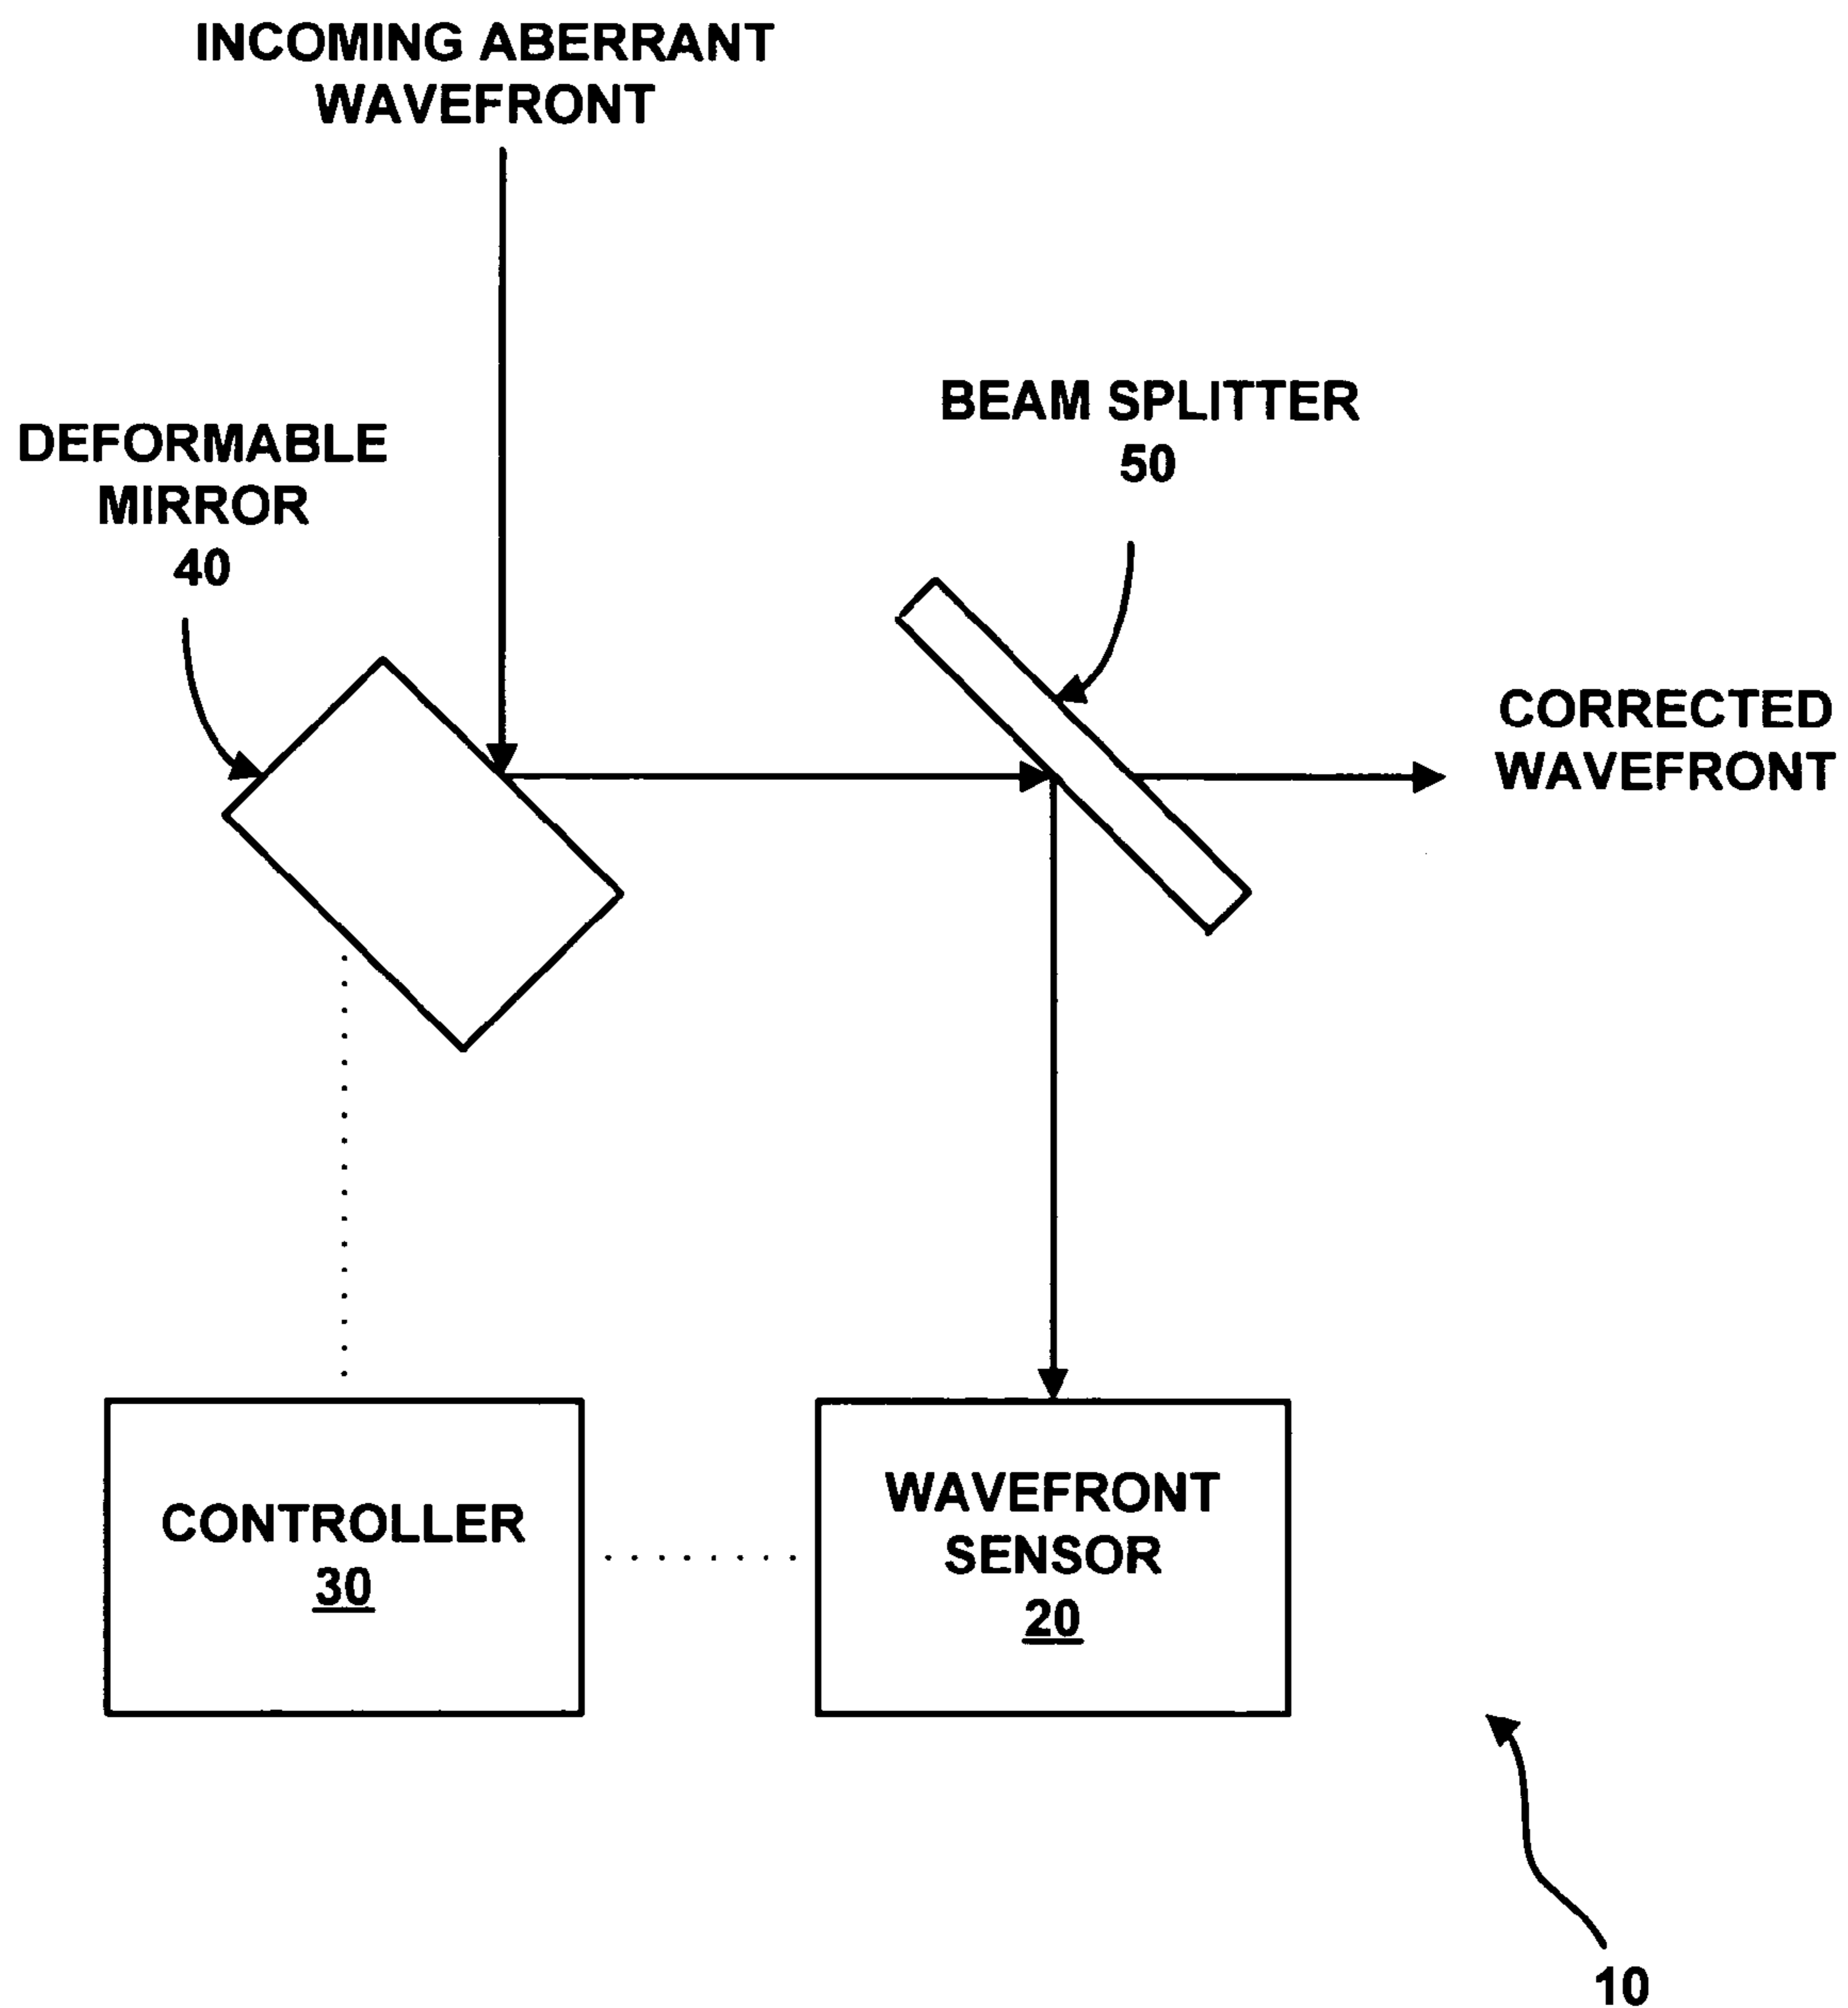 INCOMING ABERRANT
WAVEFRONT
BEAM SPLITTER
50
DEFORMABLE
MIRROR
40
CORRECTED
WAVEFRONT
CONTROLLER
30
WAVEFRONT
SENSOR
20
10